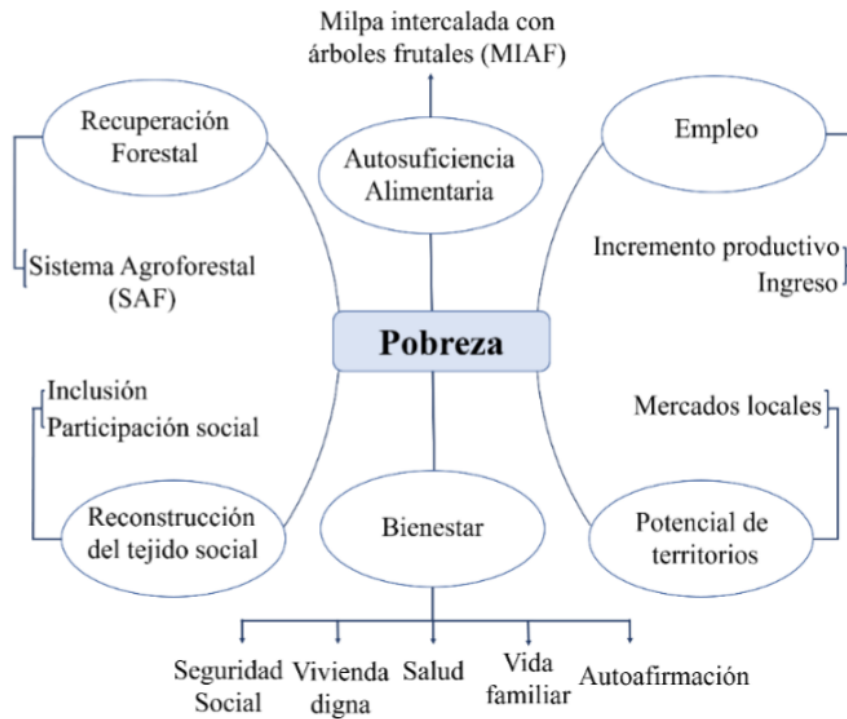 Milpa intercalada con
árboles frutales (MIAF)
Recuperación
Forestal
Autosuficiencia
Alimentaria
Empleo
Sistema Agroforestal
(SAF)
Incremento productivo
Ingreso
Pobreza
Inclusión
Participación social
Mercados locales
Reconstrucción
del tejido social
Bienestar
Potencial de
territorios
Seguridad
Social
Vivienda
digna
Salud
Vida
familiar
Autoafirmación